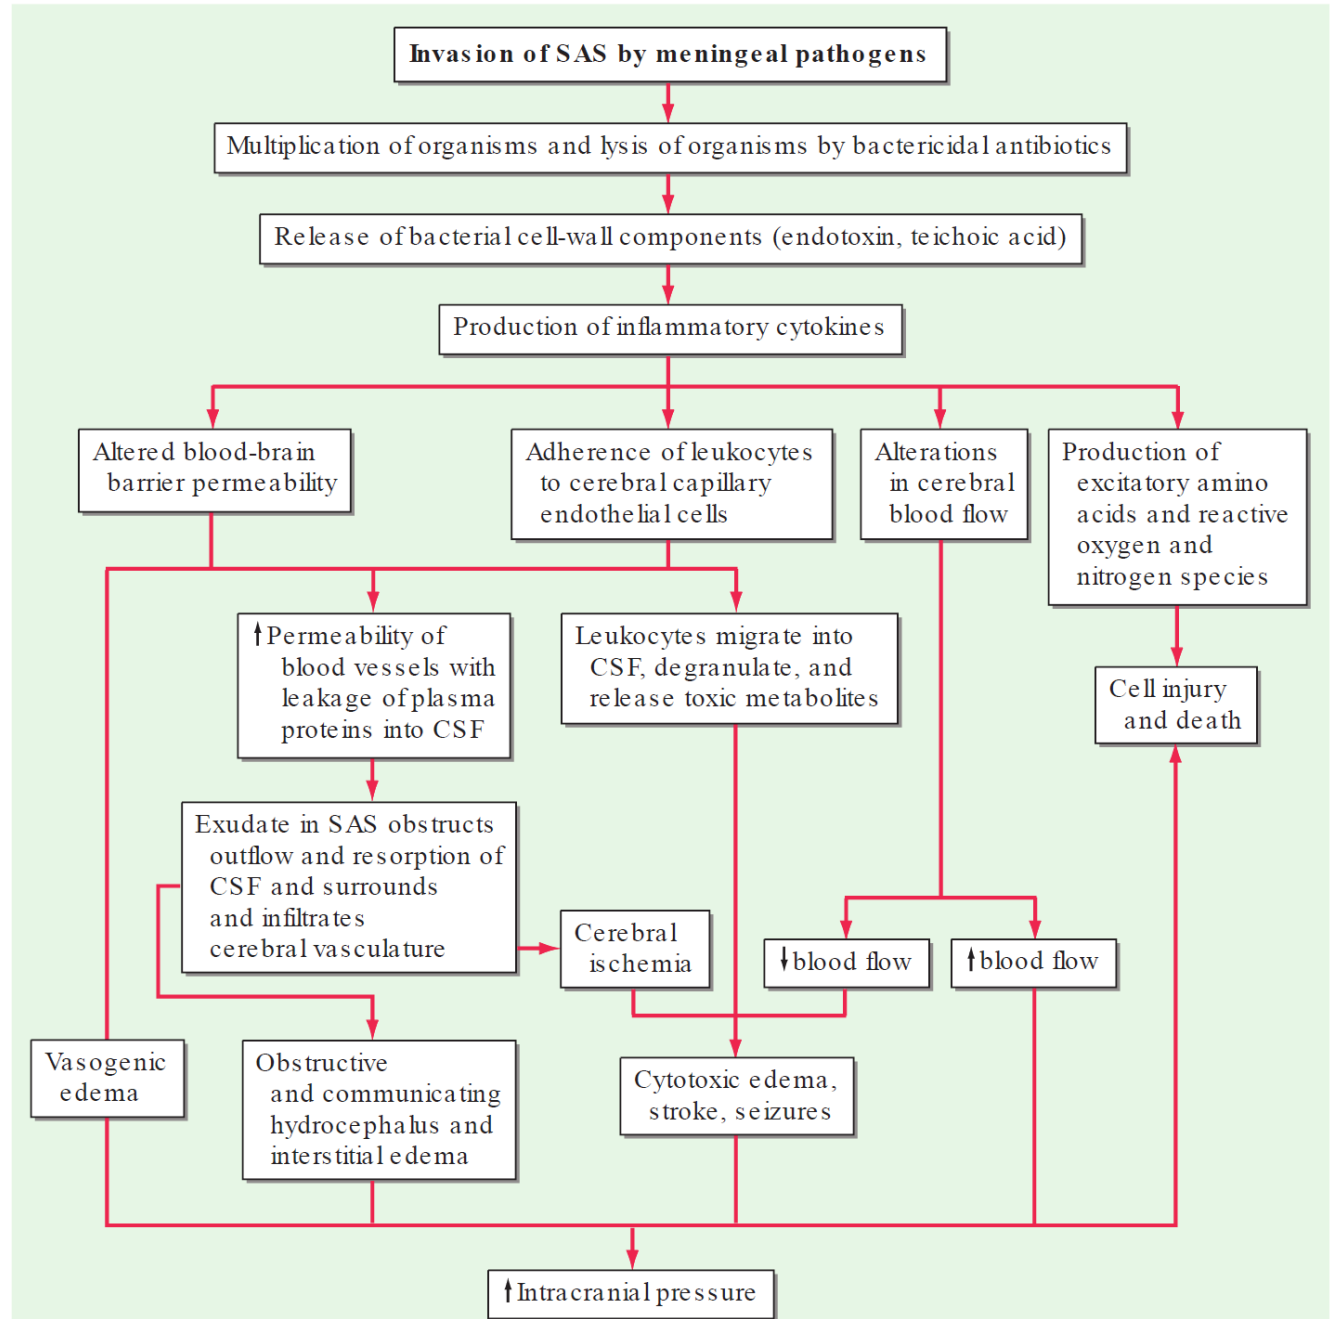 Invasion of SAS by meningeal pathogens
Multiplication of organisms and lysis of organisms by bactericidal antibiotics
Release of bacterial cell-wall components (endotoxin, teichoic acid)
Production of inflammatory cytokines
Altered blood-brain
barrier permeability
Adherence of leukocytes
to cerebral capillary
endothelial cells
Alterations
in cerebral
blood flow
Production of
excitatory amino
acids and reactive
oxygen and
nitrogen species
↑Permeability of
blood vessels with
leakage of plasma
proteins into CSF
Leukocytes migrate into
CSF, degranulate, and
release toxic metabolites
Cell injury
and death
Exudate in SAS obstructs
outflow and resorption of
CSF and surrounds
and infiltrates
cerebral vasculature
Cerebral
ischemia
↓blood flow
↑blood flow
Vasogenic
edema
Obstructive
and communicating
hydrocephalus and
interstitial edema
Cytotoxic edema,
stroke, seizures
↑Intracranial pressure